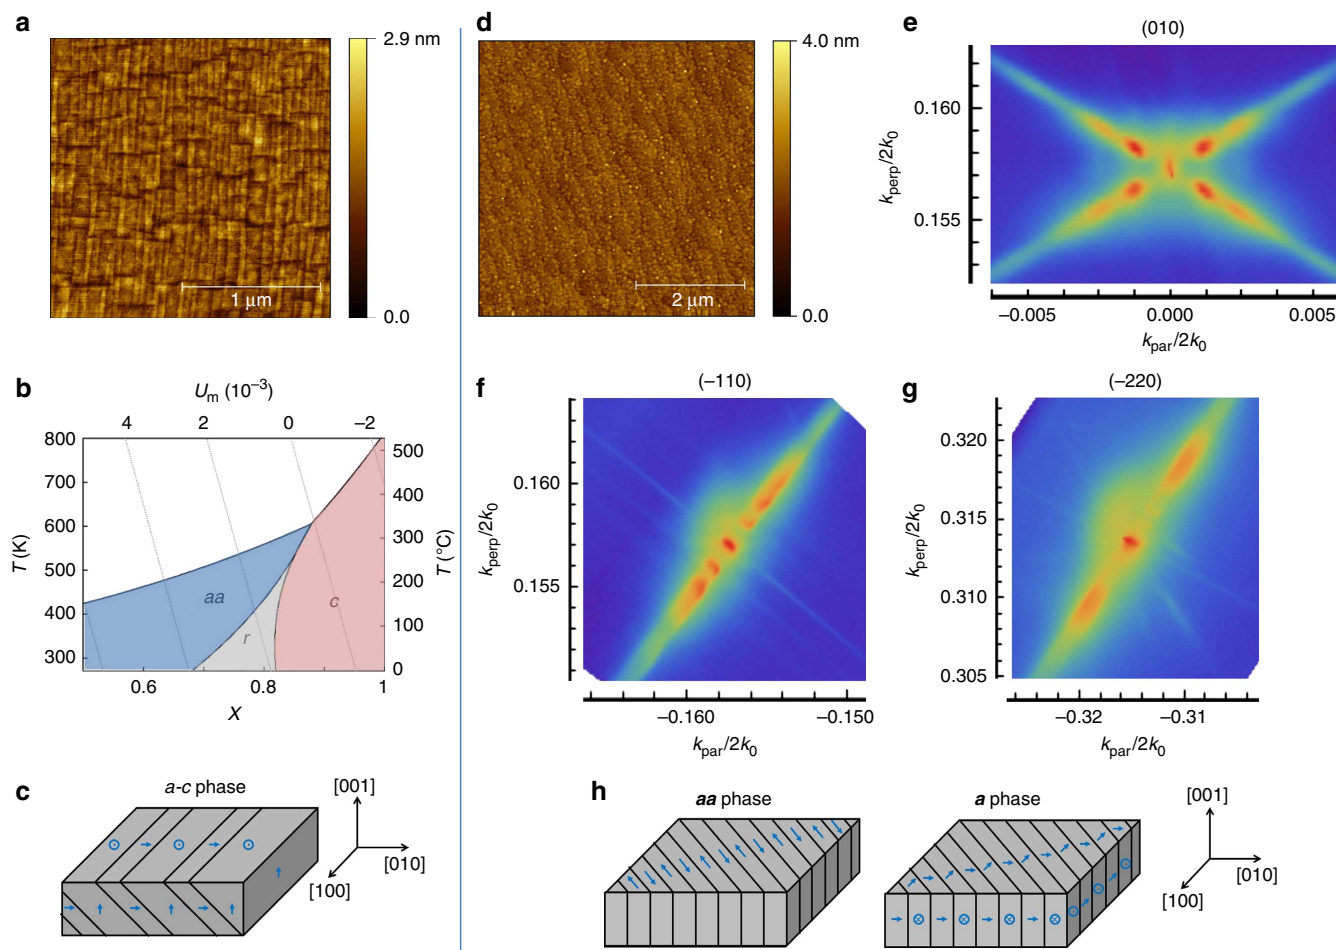 a
2.9 nm
1 μm
0.0
d
4.0 nm
2 μm
0.0
e
(010)
k_perp/2k_0
0.160
0.155
−0.005 0.000 0.005
k_par/2k_0
b
U_m (10^−3)
4 2 0 −2
T (K)
800
700
600
500
400
300
aa
r
c
500
400
300
200
100
0
T (°C)
0.6 0.8 1
X
f
(−110)
k_perp/2k_0
0.160
0.155
−0.160 −0.150
k_par/2k_0
g
(−220)
k_perp/2k_0
0.320
0.315
0.310
0.305
−0.32 −0.31
k_par/2k_0
c
a-c phase
[001]
[010]
[100]
h
aa phase
a phase
[001]
[010]
[100]